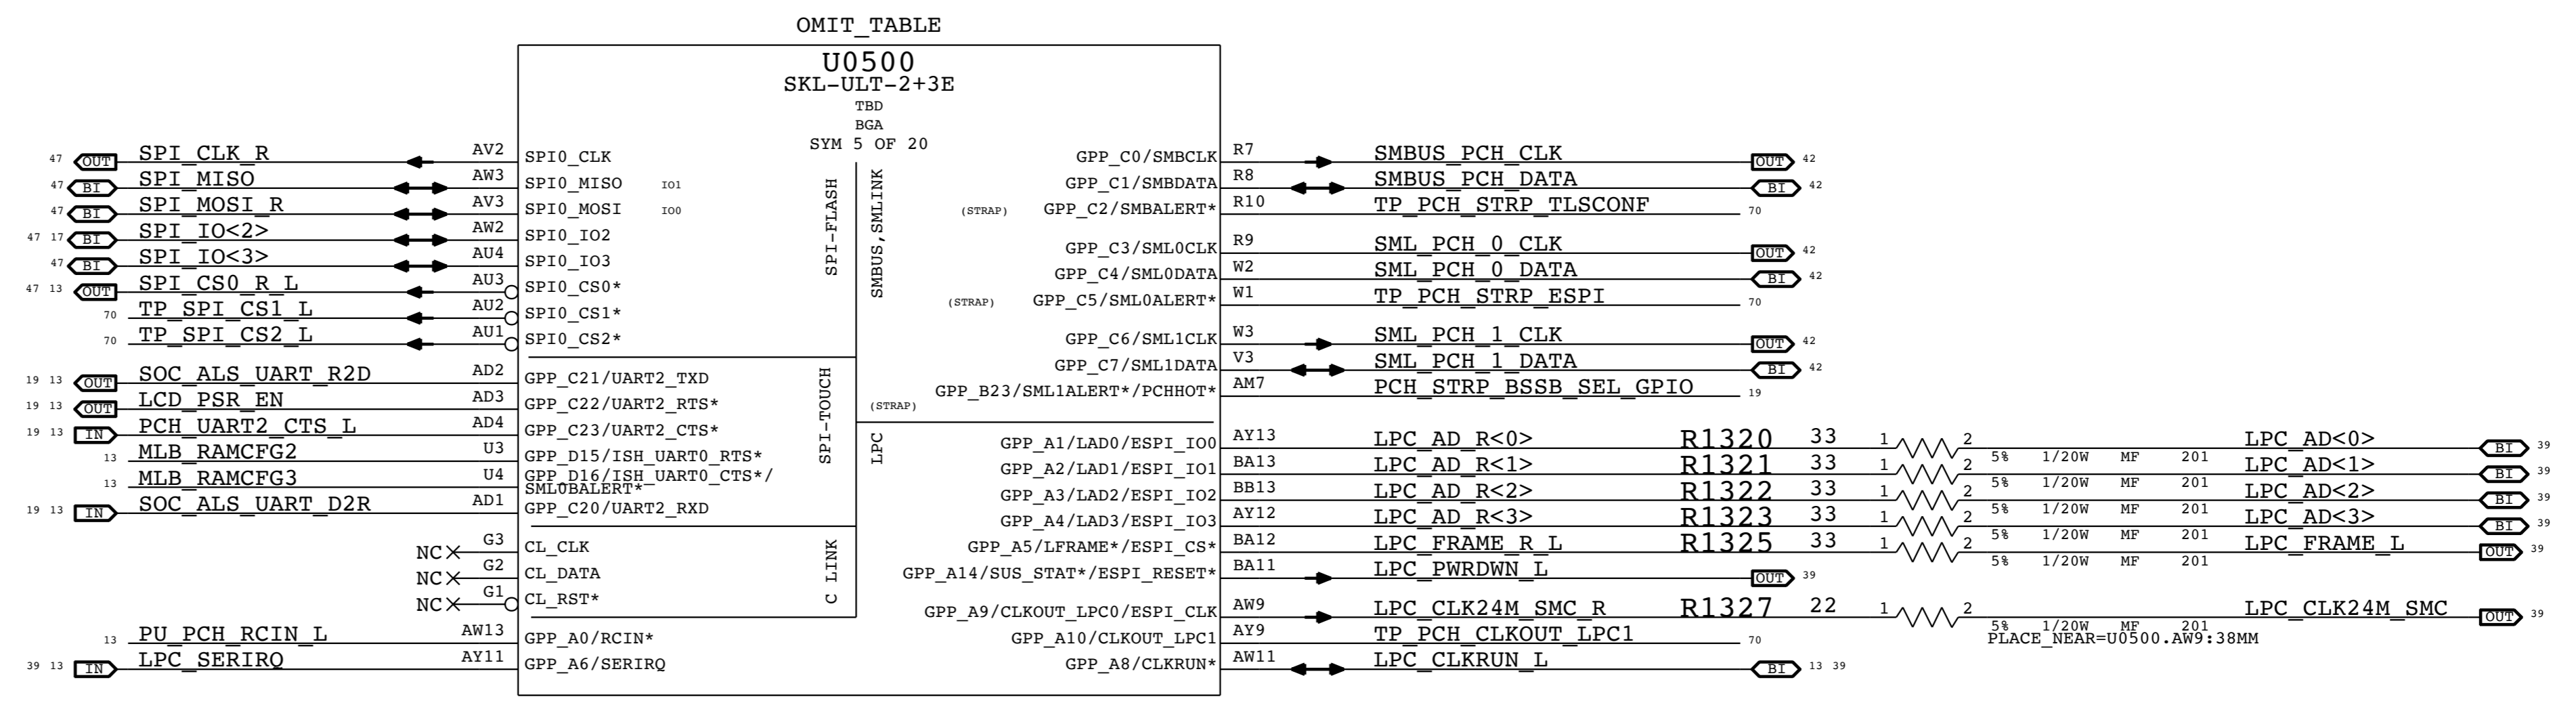 OMIT_TABLE
U0500
SKL-ULT-2+3E
TBD
BGA
SYM 5 OF 20
47 OUT SPI_CLK_R AV2 SPI0_CLK
47 BI SPI_MISO AW3 SPI0_MISO IO1
47 BI SPI_MOSI_R AV3 SPI0_MOSI IO0
47 17 BI SPI_IO<2> AW2 SPI0_IO2
47 BI SPI_IO<3> AU4 SPI0_IO3
47 13 OUT SPI_CS0_R_L AU3 SPI0_CS0*
70 TP_SPI_CS1_L AU2 SPI0_CS1*
70 TP_SPI_CS2_L AU1 SPI0_CS2*
SPI-FLASH
19 13 OUT SOC_ALS_UART_R2D AD2 GPP_C21/UART2_TXD
19 13 OUT LCD_PSR_EN AD3 GPP_C22/UART2_RTS*
19 13 IN PCH_UART2_CTS_L AD4 GPP_C23/UART2_CTS*
13 MLB_RAMCFG2 U3 GPP_D15/ISH_UART0_RTS*
13 MLB_RAMCFG3 U4 GPP_D16/ISH_UART0_CTS*/
SML0BALERT*
19 13 IN SOC_ALS_UART_D2R AD1 GPP_C20/UART2_RXD
SPI-TOUCH
NC G3 CL_CLK
NC G2 CL_DATA
NC G1 CL_RST*
C LINK
13 PU_PCH_RCIN_L AW13 GPP_A0/RCIN*
39 13 IN LPC_SERIRQ AY11 GPP_A6/SERIRQ
SMBUS,SMLINK
GPP_C0/SMBCLK R7 SMBUS_PCH_CLK OUT 42
GPP_C1/SMBDATA R8 SMBUS_PCH_DATA BI 42
(STRAP) GPP_C2/SMBALERT* R10 TP_PCH_STRP_TLSCONF 70
GPP_C3/SML0CLK R9 SML_PCH_0_CLK OUT 42
GPP_C4/SML0DATA W2 SML_PCH_0_DATA BI 42
(STRAP) GPP_C5/SML0ALERT* W1 TP_PCH_STRP_ESPI 70
GPP_C6/SML1CLK W3 SML_PCH_1_CLK OUT 42
GPP_C7/SML1DATA V3 SML_PCH_1_DATA BI 42
GPP_B23/SML1ALERT*/PCHHOT* AM7 PCH_STRP_BSSB_SEL_GPIO 19
(STRAP)
LPC
GPP_A1/LAD0/ESPI_IO0 AY13 LPC_AD_R<0> R1320 33 1 2 LPC_AD<0> BI 39
5% 1/20W MF 201
GPP_A2/LAD1/ESPI_IO1 BA13 LPC_AD_R<1> R1321 33 1 2 LPC_AD<1> BI 39
5% 1/20W MF 201
GPP_A3/LAD2/ESPI_IO2 BB13 LPC_AD_R<2> R1322 33 1 2 LPC_AD<2> BI 39
5% 1/20W MF 201
GPP_A4/LAD3/ESPI_IO3 AY12 LPC_AD_R<3> R1323 33 1 2 LPC_AD<3> BI 39
5% 1/20W MF 201
GPP_A5/LFRAME*/ESPI_CS* BA12 LPC_FRAME_R_L R1325 33 1 2 LPC_FRAME_L OUT 39
5% 1/20W MF 201
GPP_A14/SUS_STAT*/ESPI_RESET* BA11 LPC_PWRDWN_L OUT 39
GPP_A9/CLKOUT_LPC0/ESPI_CLK AW9 LPC_CLK24M_SMC_R R1327 22 1 2 LPC_CLK24M_SMC OUT 39
5% 1/20W MF 201
PLACE_NEAR=U0500.AW9:38MM
GPP_A10/CLKOUT_LPC1 AY9 TP_PCH_CLKOUT_LPC1 70
GPP_A8/CLKRUN* AW11 LPC_CLKRUN_L BI 13 39